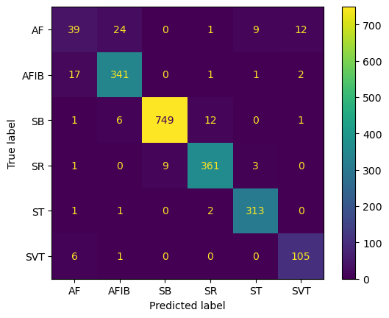 AF 39 24 0 1 9 12
AFIB 17 341 0 1 1 2
SB 1 6 749 12 0 1
SR 1 0 9 361 3 0
ST 1 1 0 2 313 0
SVT 6 1 0 0 0 105
AF AFIB SB SR ST SVT
Predicted label
True label
700
600
500
400
300
200
100
0